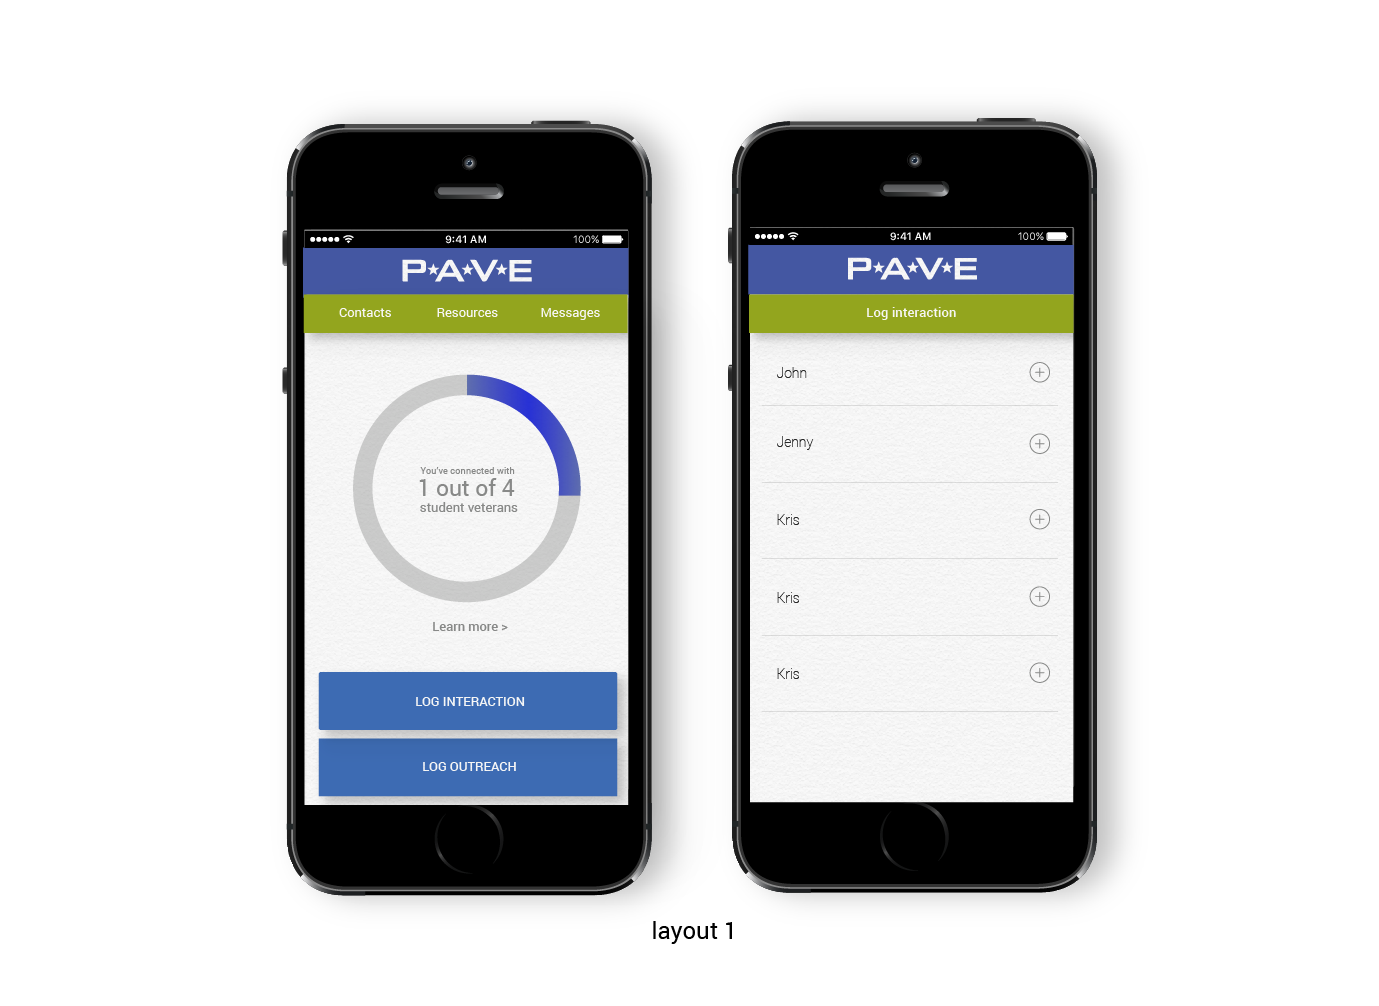 9:41 AM 100%
P★A★V★E
Contacts Resources Messages
You've connected with
1 out of 4
student veterans
Learn more >
LOG INTERACTION
LOG OUTREACH
9:41 AM 100%
P★A★V★E
Log interaction
John
Jenny
Kris
Kris
Kris
layout 1